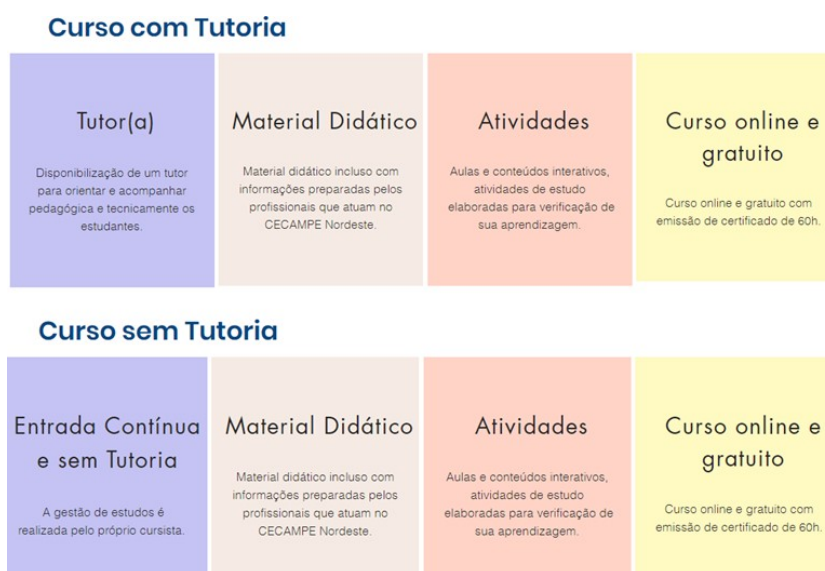 Curso com Tutoria
Tutor(a)
Disponibilização de um tutor
para orientar e acompanhar
pedagógica e tecnicamente os
estudantes.
Material Didático
Material didático incluso com
informações preparadas pelos
profissionais que atuam no
CECAMPE Nordeste.
Atividades
Aulas e conteúdos interativos,
atividades de estudo
elaboradas para verificação de
sua aprendizagem.
Curso online e
gratuito
Curso online e gratuito com
emissão de certificado de 60h.
Curso sem Tutoria
Entrada Contínua
e sem Tutoria
A gestão de estudos é
realizada pelo próprio cursista.
Material Didático
Material didático incluso com
informações preparadas pelos
profissionais que atuam no
CECAMPE Nordeste.
Atividades
Aulas e conteúdos interativos,
atividades de estudo
elaboradas para verificação de
sua aprendizagem.
Curso online e
gratuito
Curso online e gratuito com
emissão de certificado de 60h.